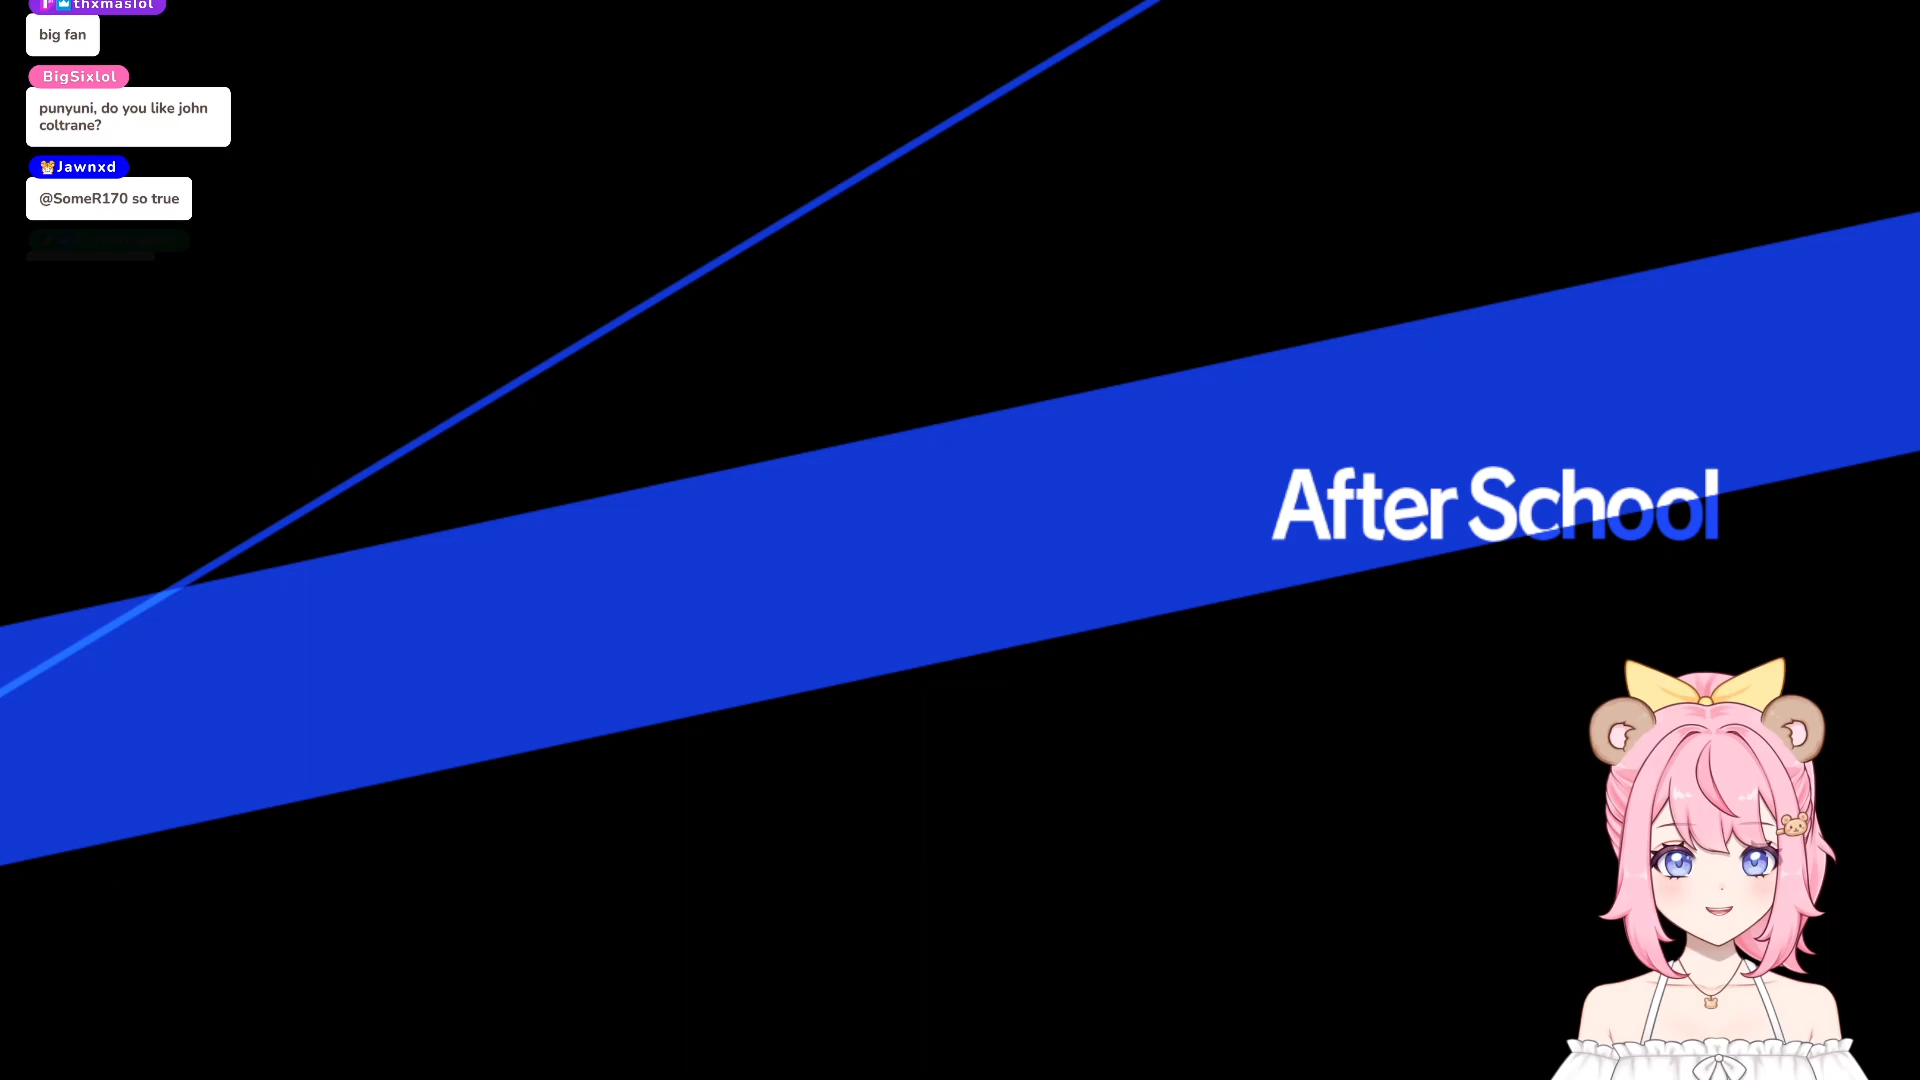 thxmaslol
big fan
BigSixlol
punyuni, do you like john
coltrane?
Jawnxd
@SomeR170 so true
After School